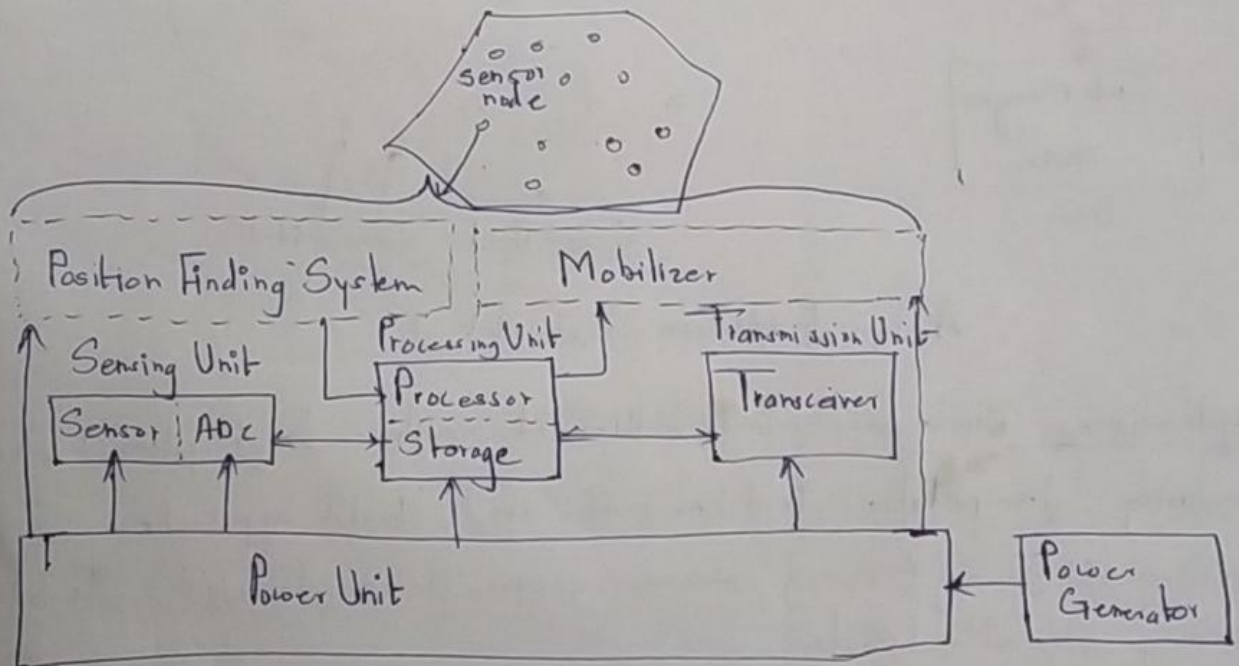 sensor
node
Position Finding System
Mobilizer
Sensing Unit
Processing Unit
Transmission Unit
Sensor ADC
Processor
Storage
Transceiver
Power Unit
Power
Generator